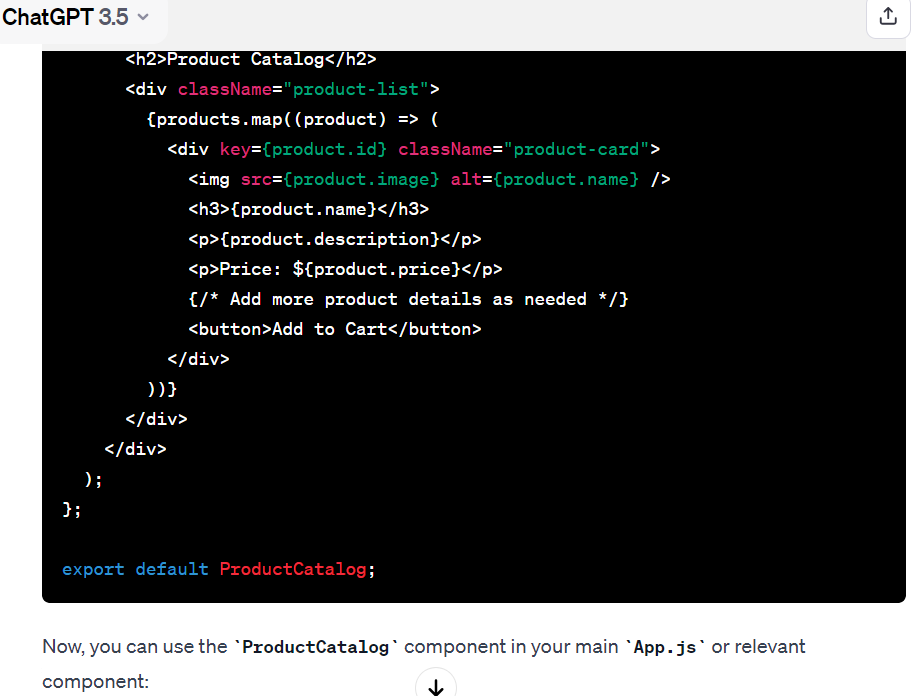 ChatGPT 3.5
<h2>Product Catalog</h2>
<div className="product-list">
{products.map((product) => (
<div key={product.id} className="product-card">
<img src={product.image} alt={product.name} />
<h3>{product.name}</h3>
<p>{product.description}</p>
<p>Price: ${product.price}</p>
{/* Add more product details as needed */}
<button>Add to Cart</button>
</div>
))}
</div>
</div>
);
};
export default ProductCatalog;
Now, you can use the `ProductCatalog` component in your main `App.js` or relevant
component: